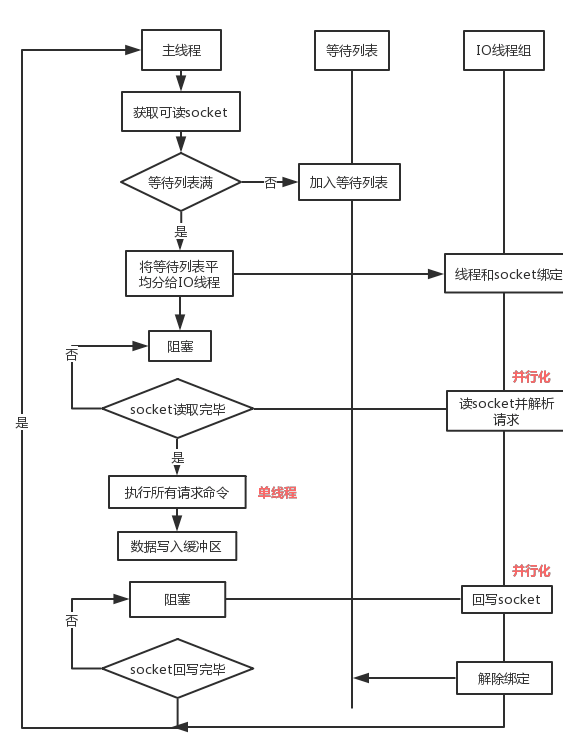 主线程
等待列表
IO线程组
获取可读socket
等待列表满
否
加入等待列表
是
将等待列表平
均分给IO线程
线程和socket绑定
阻塞
否
并行化
socket读取完毕
读socket并解析
请求
是
是
执行所有请求命令
单线程
数据写入缓冲区
并行化
阻塞
回写socket
否
socket回写完毕
解除绑定